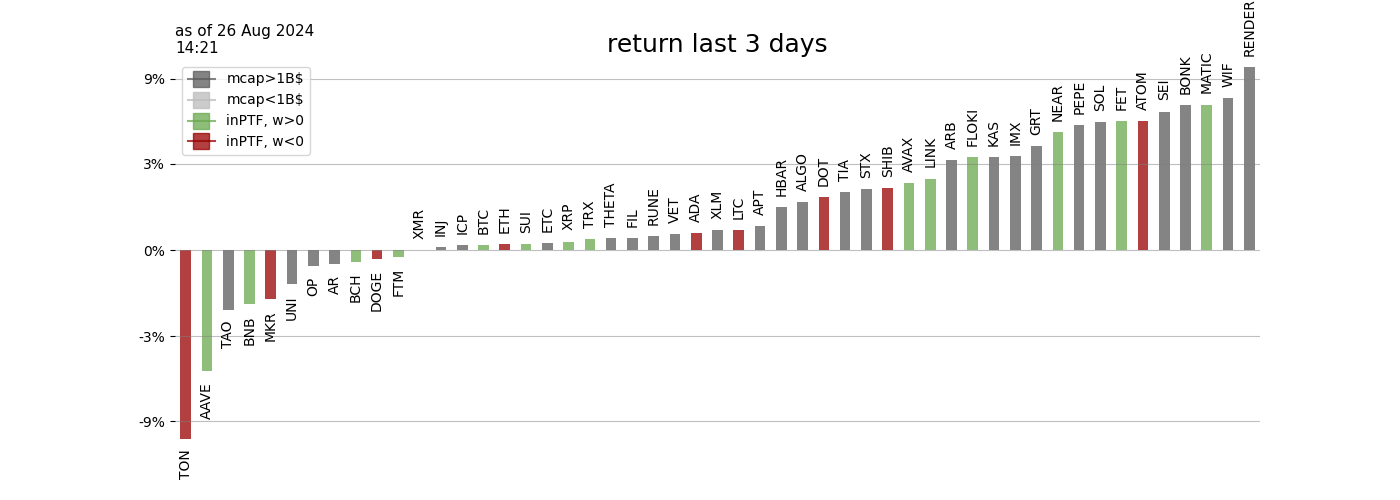 as of 26 Aug 2024
14:21
return last 3 days
mcap>1B$
mcap<1B$
inPTF, w>0
inPTF, w<0
9%
3%
0%
-3%
-9%
TON
AAVE
TAO
BNB
MKR
UNI
OP
AR
BCH
DOGE
FTM
XMR
INJ
ICP
BTC
ETH
SUI
ETC
XRP
TRX
THETA
FIL
RUNE
VET
ADA
XLM
LTC
APT
HBAR
ALGO
DOT
TIA
STX
SHIB
AVAX
LINK
ARB
FLOKI
KAS
IMX
GRT
NEAR
PEPE
SOL
FET
ATOM
SEI
BONK
MATIC
WIF
RENDER